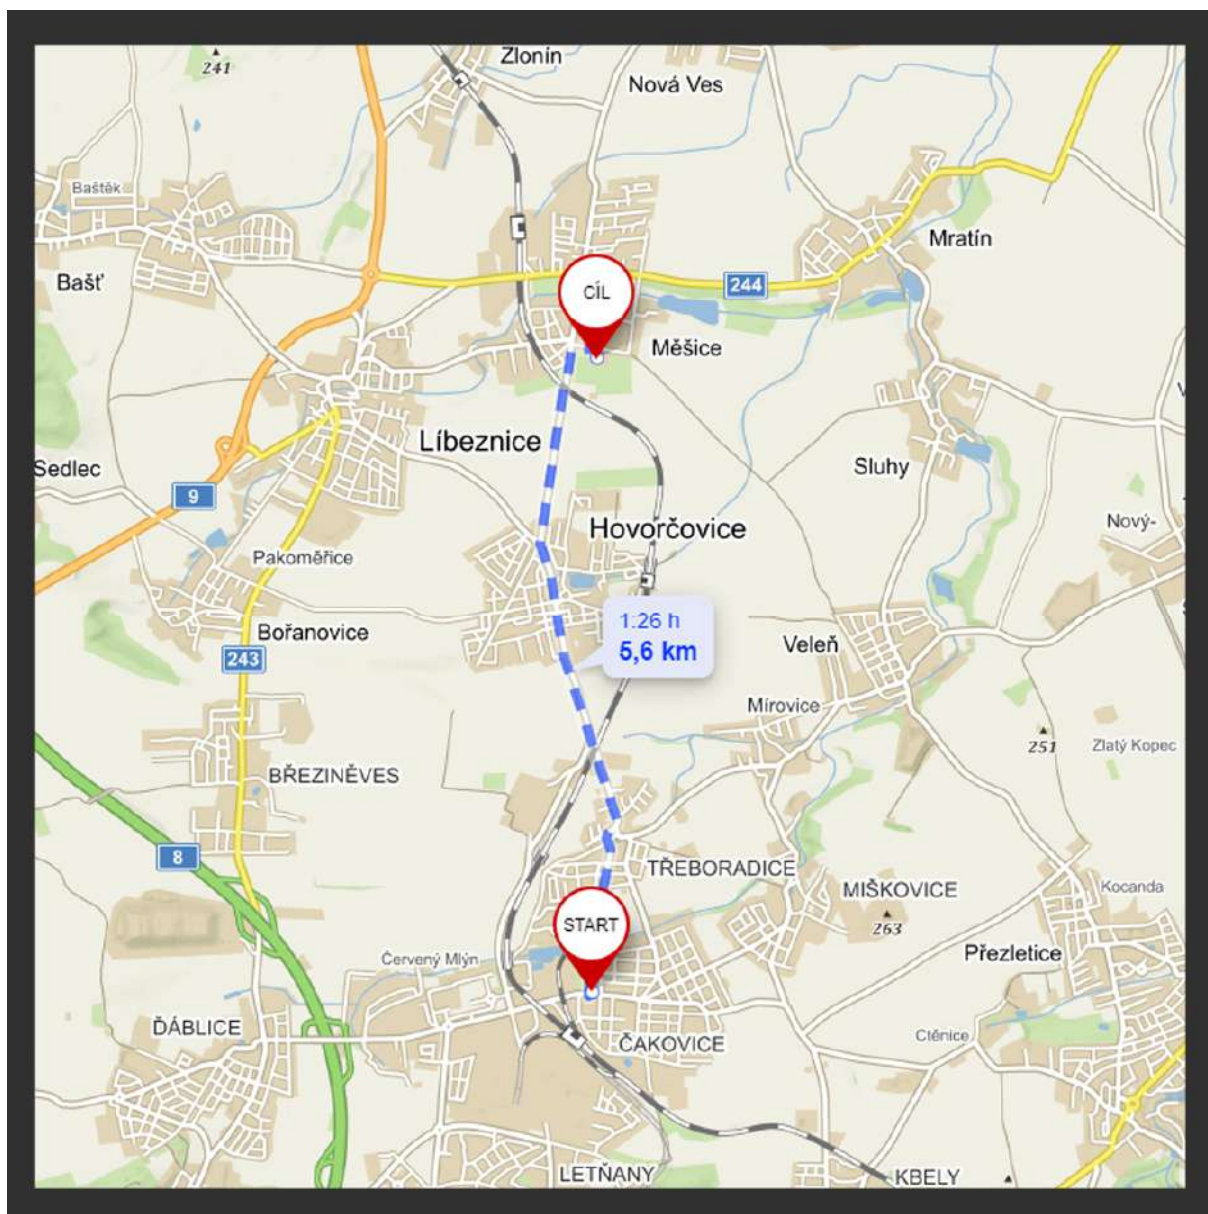 Zlonín
241
Nová Ves
Baštěk
Mratín
Bašť
244
CÍL
Měšice
Líbeznice
Sedlec
Sluhy
9
Nový-
Hovorčovice
Pakoměřice
1:26 h
5,6 km
Bořanovice
Veleň
243
Mírovice
251
Zlatý Kopec
BŘEZINĚVES
8
TŘEBORADICE
MIŠKOVICE
Kocanda
START
263
Červený Mlýn
Přezletice
ĎÁBLICE
ČAKOVICE
Ctěnice
LETŇANY
KBELY